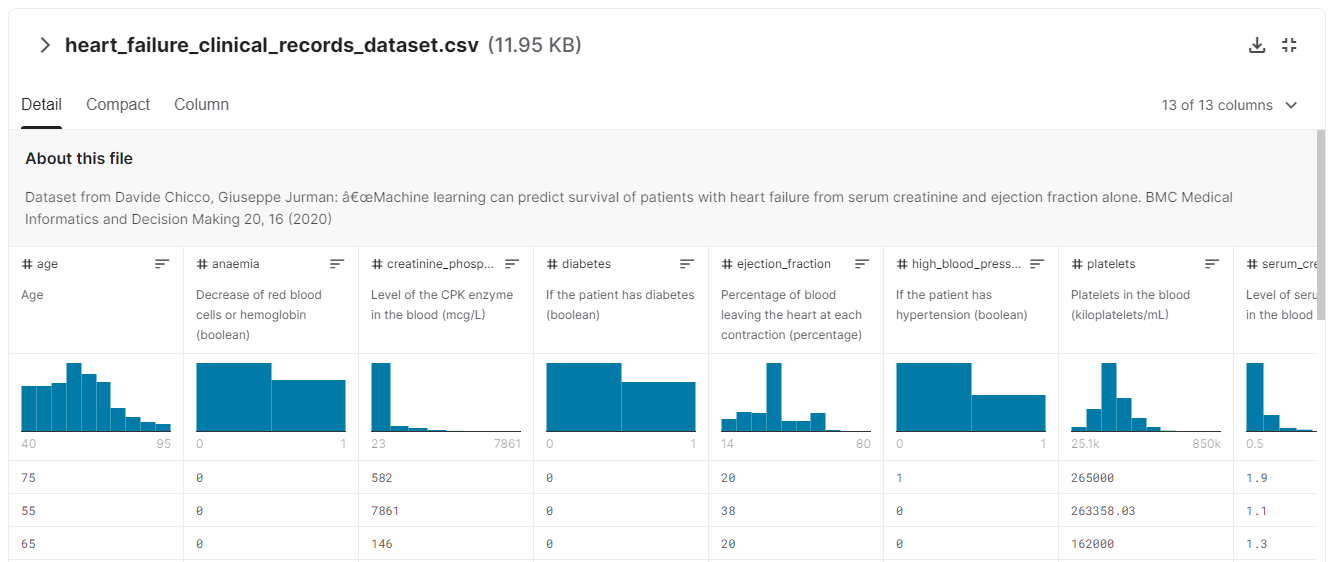 heart_failure_clinical_records_dataset.csv (11.95 KB)
Detail Compact Column 13 of 13 columns
About this file
Dataset from Davide Chicco, Giuseppe Jurman: â€œMachine learning can predict survival of patients with heart failure from serum creatinine and ejection fraction alone. BMC Medical
Informatics and Decision Making 20, 16 (2020)
# age # anaemia # creatinine_phosp... # diabetes # ejection_fraction # high_blood_press... # platelets # serum_cre
Age Decrease of red blood Level of the CPK enzyme If the patient has diabetes Percentage of blood If the patient has Platelets in the blood Level of seru
cells or hemoglobin in the blood (mcg/L) (boolean) leaving the heart at each hypertension (boolean) (kiloplatelets/mL) in the blood
(boolean) contraction (percentage)
40 95 0 1 23 7861 0 1 14 80 0 1 25.1k 850k 0.5
75 0 582 0 20 1 265000 1.9
55 0 7861 0 38 0 263358.03 1.1
65 0 146 0 20 0 162000 1.3